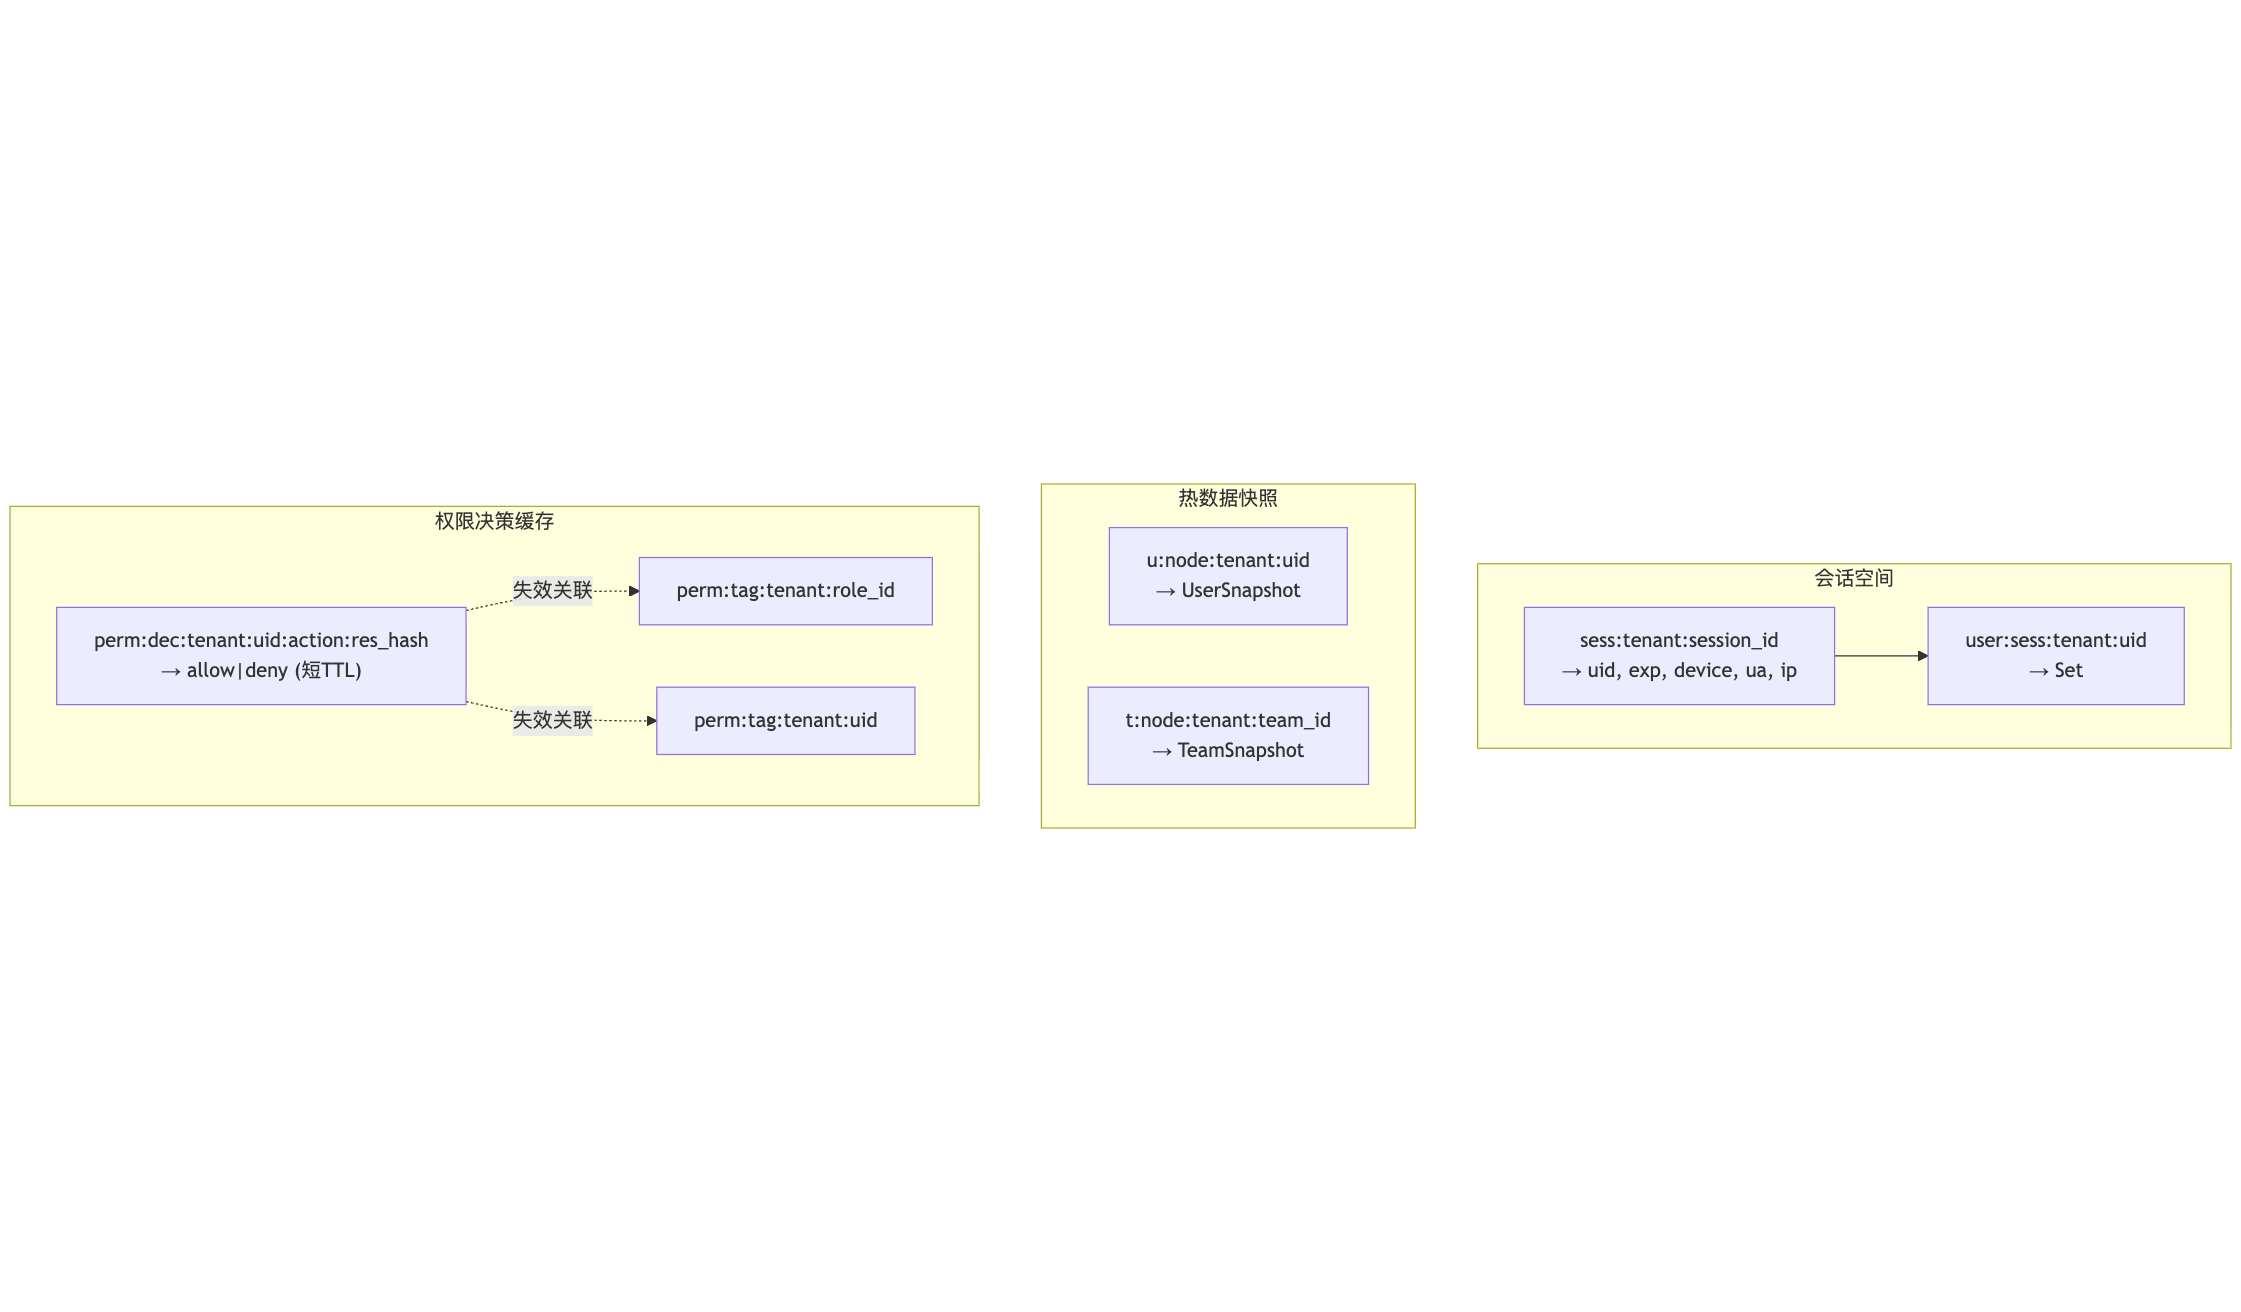 权限决策缓存
perm:dec:tenant:uid:action:res_hash
→ allow|deny (短TTL)
失效关联
perm:tag:tenant:role_id
失效关联
perm:tag:tenant:uid
热数据快照
u:node:tenant:uid
→ UserSnapshot
t:node:tenant:team_id
→ TeamSnapshot
会话空间
sess:tenant:session_id
→ uid, exp, device, ua, ip
user:sess:tenant:uid
→ Set